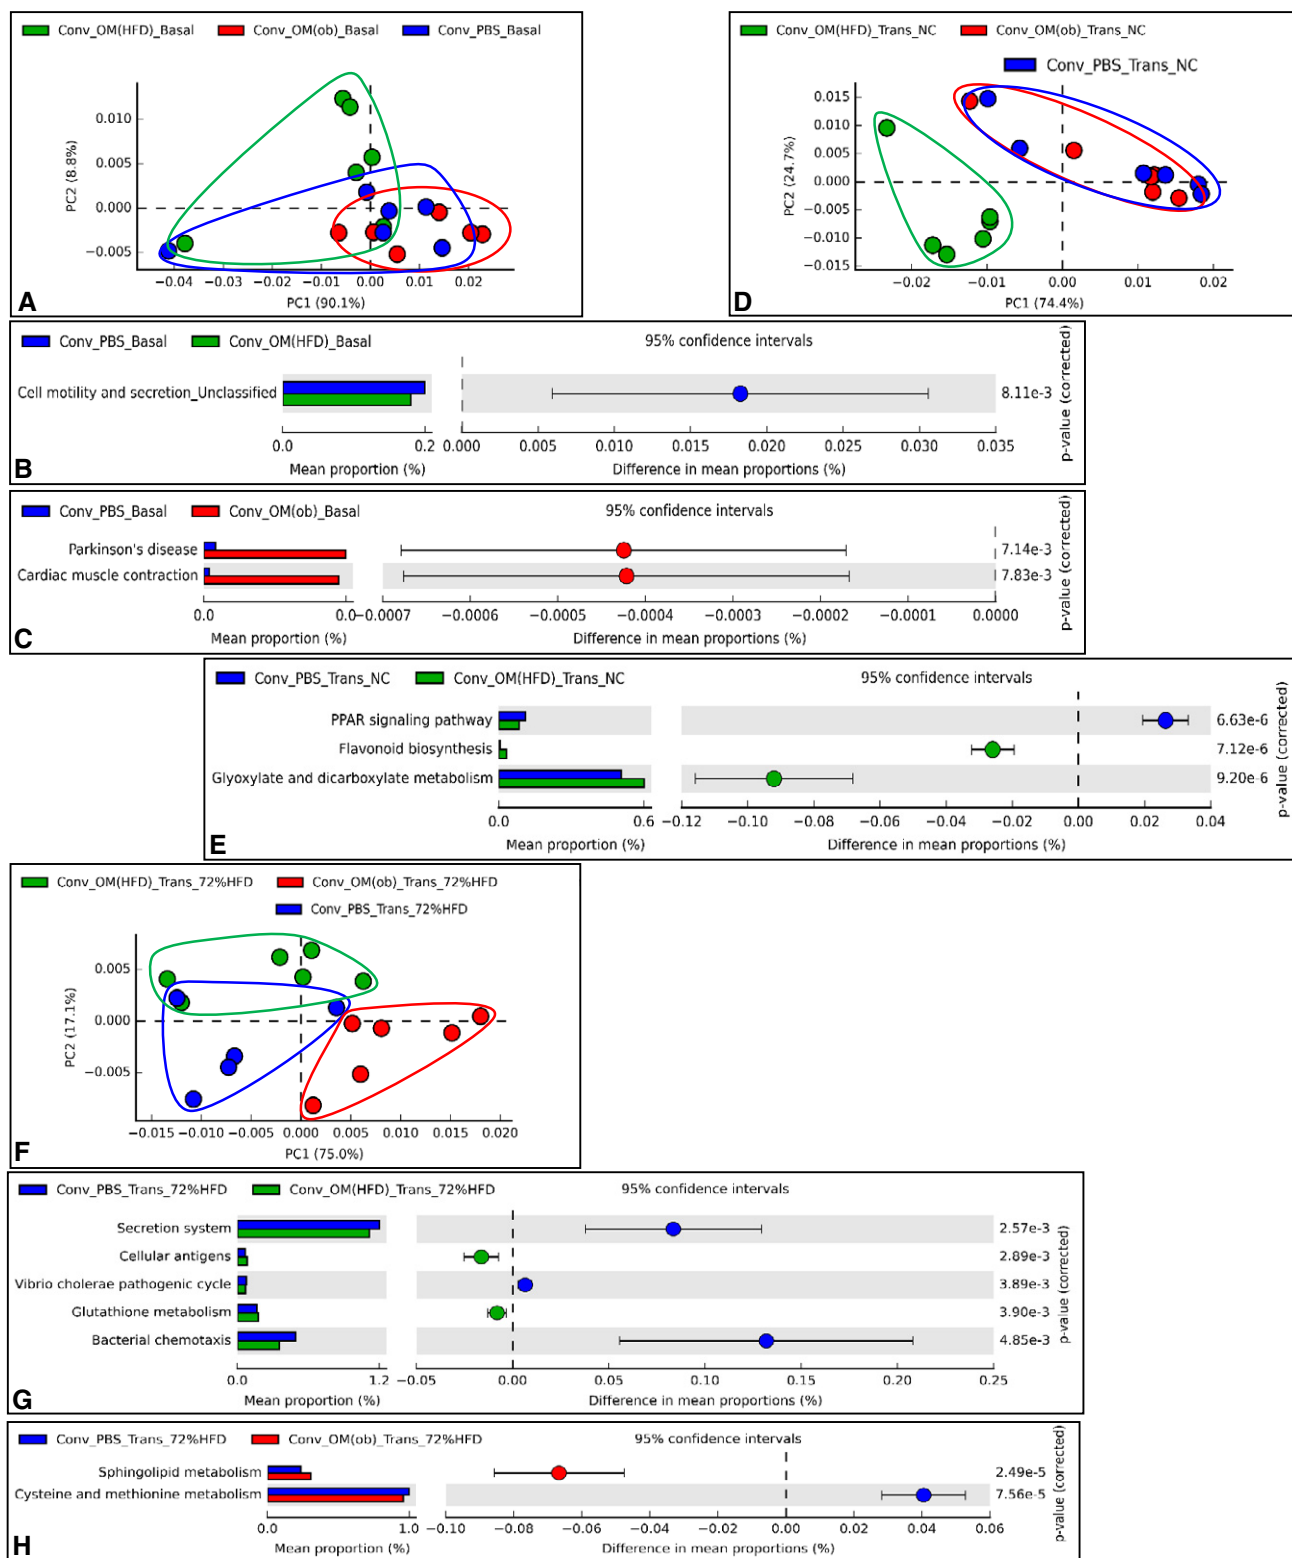 Conv_OM(HFD)_Basal Conv_OM(ob)_Basal Conv_PBS_Basal
0.010
0.005
0.000
−0.005
PC2 (8.8%)
−0.04 −0.03 −0.02 −0.01 0.00 0.01 0.02
PC1 (90.1%)
A
Conv_OM(HFD)_Trans_NC Conv_OM(ob)_Trans_NC
Conv_PBS_Trans_NC
0.015
0.010
0.005
0.000
−0.005
−0.010
−0.015
PC2 (24.7%)
−0.02 −0.01 0.00 0.01 0.02
PC1 (74.4%)
D
Conv_PBS_Basal Conv_OM(HFD)_Basal 95% confidence intervals
Cell motility and secretion_Unclassified 8.11e-3
0.0 0.2 0.000 0.005 0.010 0.015 0.020 0.025 0.030 0.035
Mean proportion (%) Difference in mean proportions (%)
p-value (corrected)
B
Conv_PBS_Basal Conv_OM(ob)_Basal 95% confidence intervals
Parkinson's disease 7.14e-3
Cardiac muscle contraction 7.83e-3
0.0 0.0 −0.0007 −0.0006 −0.0005 −0.0004 −0.0003 −0.0002 −0.0001 0.0000
Mean proportion (%) Difference in mean proportions (%)
p-value (corrected)
C
Conv_PBS_Trans_NC Conv_OM(HFD)_Trans_NC 95% confidence intervals
PPAR signaling pathway 6.63e-6
Flavonoid biosynthesis 7.12e-6
Glyoxylate and dicarboxylate metabolism 9.20e-6
0.0 0.6 −0.12 −0.10 −0.08 −0.06 −0.04 −0.02 0.00 0.02 0.04
Mean proportion (%) Difference in mean proportions (%)
p-value (corrected)
E
Conv_OM(HFD)_Trans_72%HFD Conv_OM(ob)_Trans_72%HFD
Conv_PBS_Trans_72%HFD
0.005
0.000
−0.005
PC2 (17.1%)
−0.015 −0.010 −0.005 0.000 0.005 0.010 0.015 0.020
PC1 (75.0%)
F
Conv_PBS_Trans_72%HFD Conv_OM(HFD)_Trans_72%HFD 95% confidence intervals
Secretion system 2.57e-3
Cellular antigens 2.89e-3
Vibrio cholerae pathogenic cycle 3.89e-3
Glutathione metabolism 3.90e-3
Bacterial chemotaxis 4.85e-3
0.0 1.2 −0.05 0.00 0.05 0.10 0.15 0.20 0.25
Mean proportion (%) Difference in mean proportions (%)
p-value (corrected)
G
Conv_PBS_Trans_72%HFD Conv_OM(ob)_Trans_72%HFD 95% confidence intervals
Sphingolipid metabolism 2.49e-5
Cysteine and methionine metabolism 7.56e-5
0.0 1.0 −0.10 −0.08 −0.06 −0.04 −0.02 0.00 0.02 0.04 0.06
Mean proportion (%) Difference in mean proportions (%)
p-value (corrected)
H